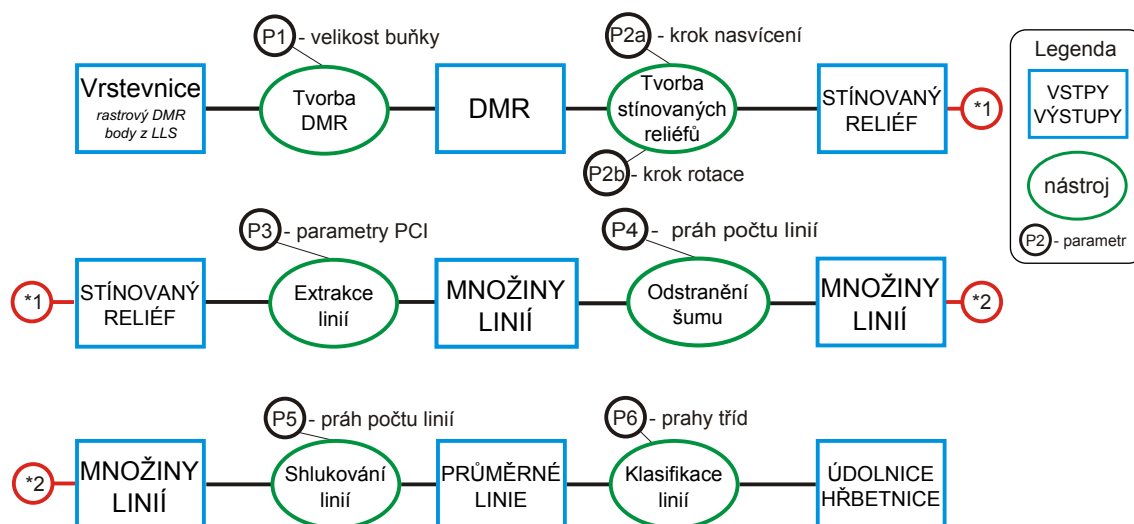 P1 - velikost buňky
P2a - krok nasvícení
Vrstevnice
rastrový DMR
body z LLS
Tvorba
DMR
DMR
Tvorba
stínovaných
reliéfů
STÍNOVANÝ
RELIÉF
*1
P2b - krok rotace
Legenda
VSTPY
VÝSTUPY
nástroj
P2 - parametr
P3 - parametry PCI
P4 - práh počtu linií
*1
STÍNOVANÝ
RELIÉF
Extrakce
linií
MNOŽINY
LINIÍ
Odstranění
šumu
MNOŽINY
LINIÍ
*2
P5 - práh počtu linií
P6 - prahy tříd
*2
MNOŽINY
LINIÍ
Shlukování
linií
PRŮMĚRNÉ
LINIE
Klasifikace
linií
ÚDOLNICE
HŘBETNICE